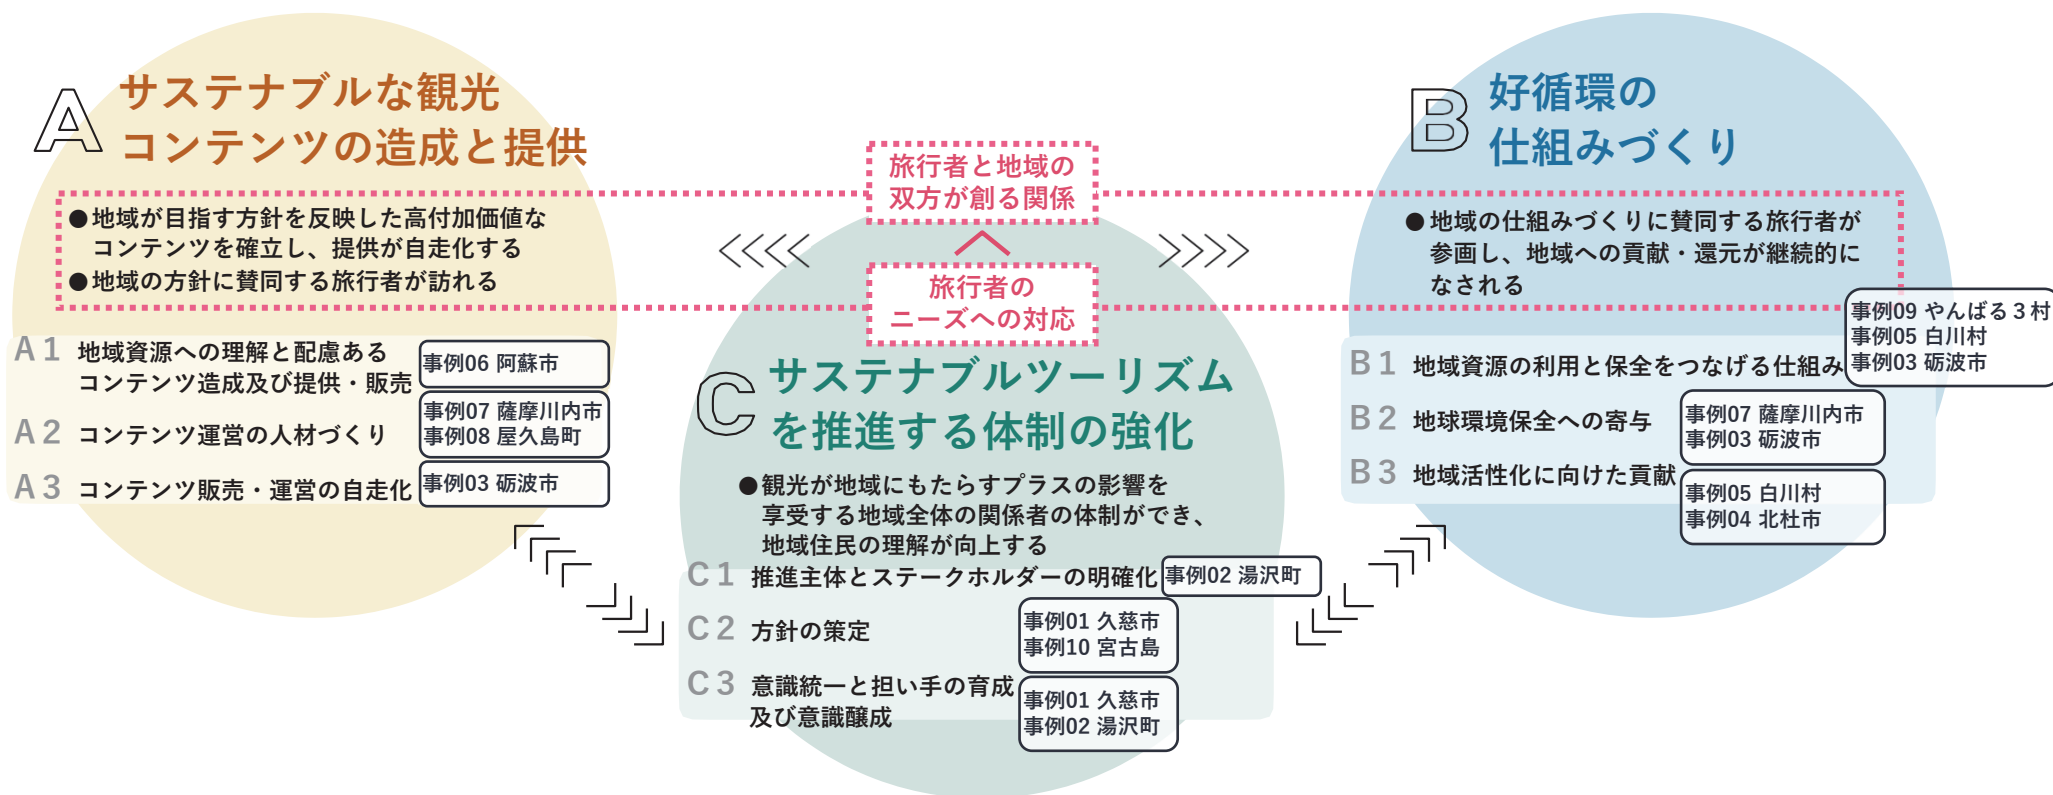 A
サステナブルな観光
コンテンツの造成と提供
●地域が目指す方針を反映した高付加価値な
コンテンツを確立し、提供が自走化する
●地域の方針に賛同する旅行者が訪れる
A1 地域資源への理解と配慮ある
コンテンツ造成及び提供・販売
事例06 阿蘇市
A2 コンテンツ運営の人材づくり
事例07 薩摩川内市
事例08 屋久島町
A3 コンテンツ販売・運営の自走化
事例03 砺波市
旅行者と地域の
双方が創る関係
旅行者の
ニーズへの対応
B
好循環の
仕組みづくり
●地域の仕組みづくりに賛同する旅行者が
参画し、地域への貢献・還元が継続的に
なされる
B1 地域資源の利用と保全をつなげる仕組み
事例09 やんばる3村
事例05 白川村
事例03 砺波市
B2 地球環境保全への寄与
事例07 薩摩川内市
事例03 砺波市
B3 地域活性化に向けた貢献
事例05 白川村
事例04 北杜市
C
サステナブルツーリズム
を推進する体制の強化
●観光が地域にもたらすプラスの影響を
享受する地域全体の関係者の体制ができ、
地域住民の理解が向上する
C1 推進主体とステークホルダーの明確化
事例02 湯沢町
C2 方針の策定
事例01 久慈市
事例10 宮古島
C3 意識統一と担い手の育成
及び意識醸成
事例01 久慈市
事例02 湯沢町